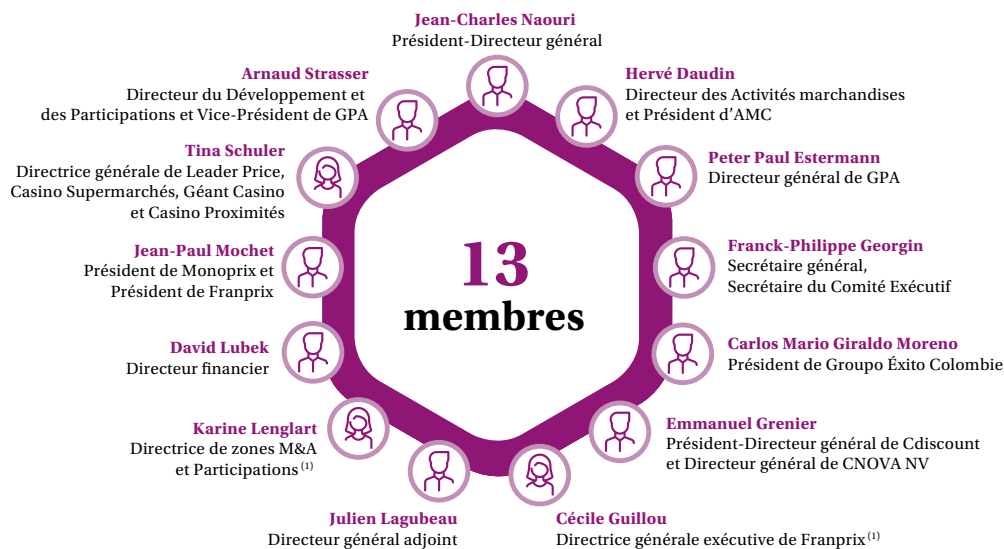 Jean-Charles Naouri
Président-Directeur général
Arnaud Strasser
Directeur du Développement et
des Participations et Vice-Président de GPA
Hervé Daudin
Directeur des Activités marchandises
et Président d’AMC
Tina Schuler
Directrice générale de Leader Price,
Casino Supermarchés, Géant Casino
et Casino Proximités
Peter Paul Estermann
Directeur général de GPA
Jean-Paul Mochet
Président de Monoprix et
Président de Franprix
13
membres
Franck-Philippe Georgin
Secrétaire général,
Secrétaire du Comité Exécutif
David Lubek
Directeur financier
Carlos Mario Giraldo Moreno
Président de Groupo Éxito Colombie
Karine Lenglart
Directrice de zones M&A
et Participations (1)
Emmanuel Grenier
Président-Directeur général de Cdiscount
et Directeur général de CNOVA NV
Julien Lagubeau
Directeur général adjoint
Cécile Guillou
Directrice générale exécutive de Franprix (1)